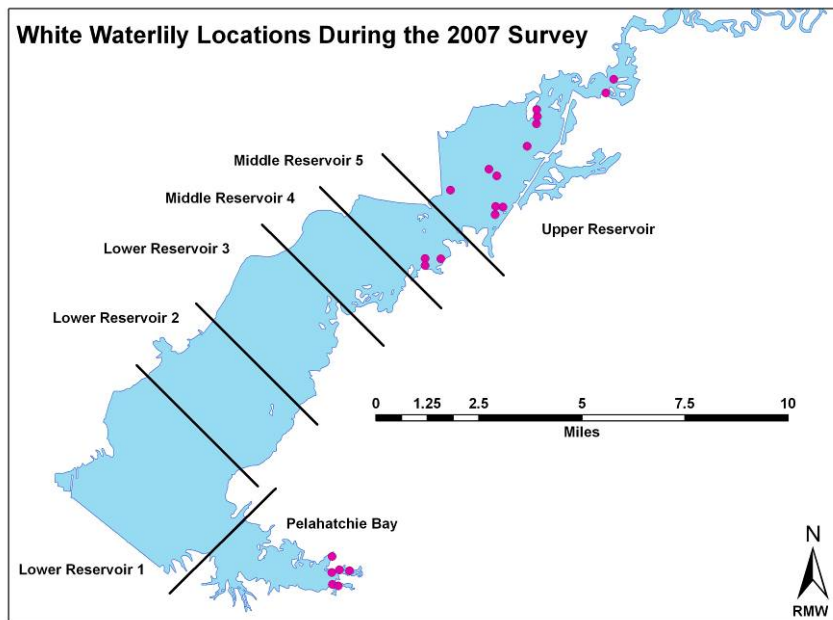 White Waterlily Locations During the 2007 Survey
Middle Reservoir 5
Middle Reservoir 4
Upper Reservoir
Lower Reservoir 3
Lower Reservoir 2
0 1.25 2.5 5 7.5 10
Miles
Pelahatchie Bay
Lower Reservoir 1
N
RMW